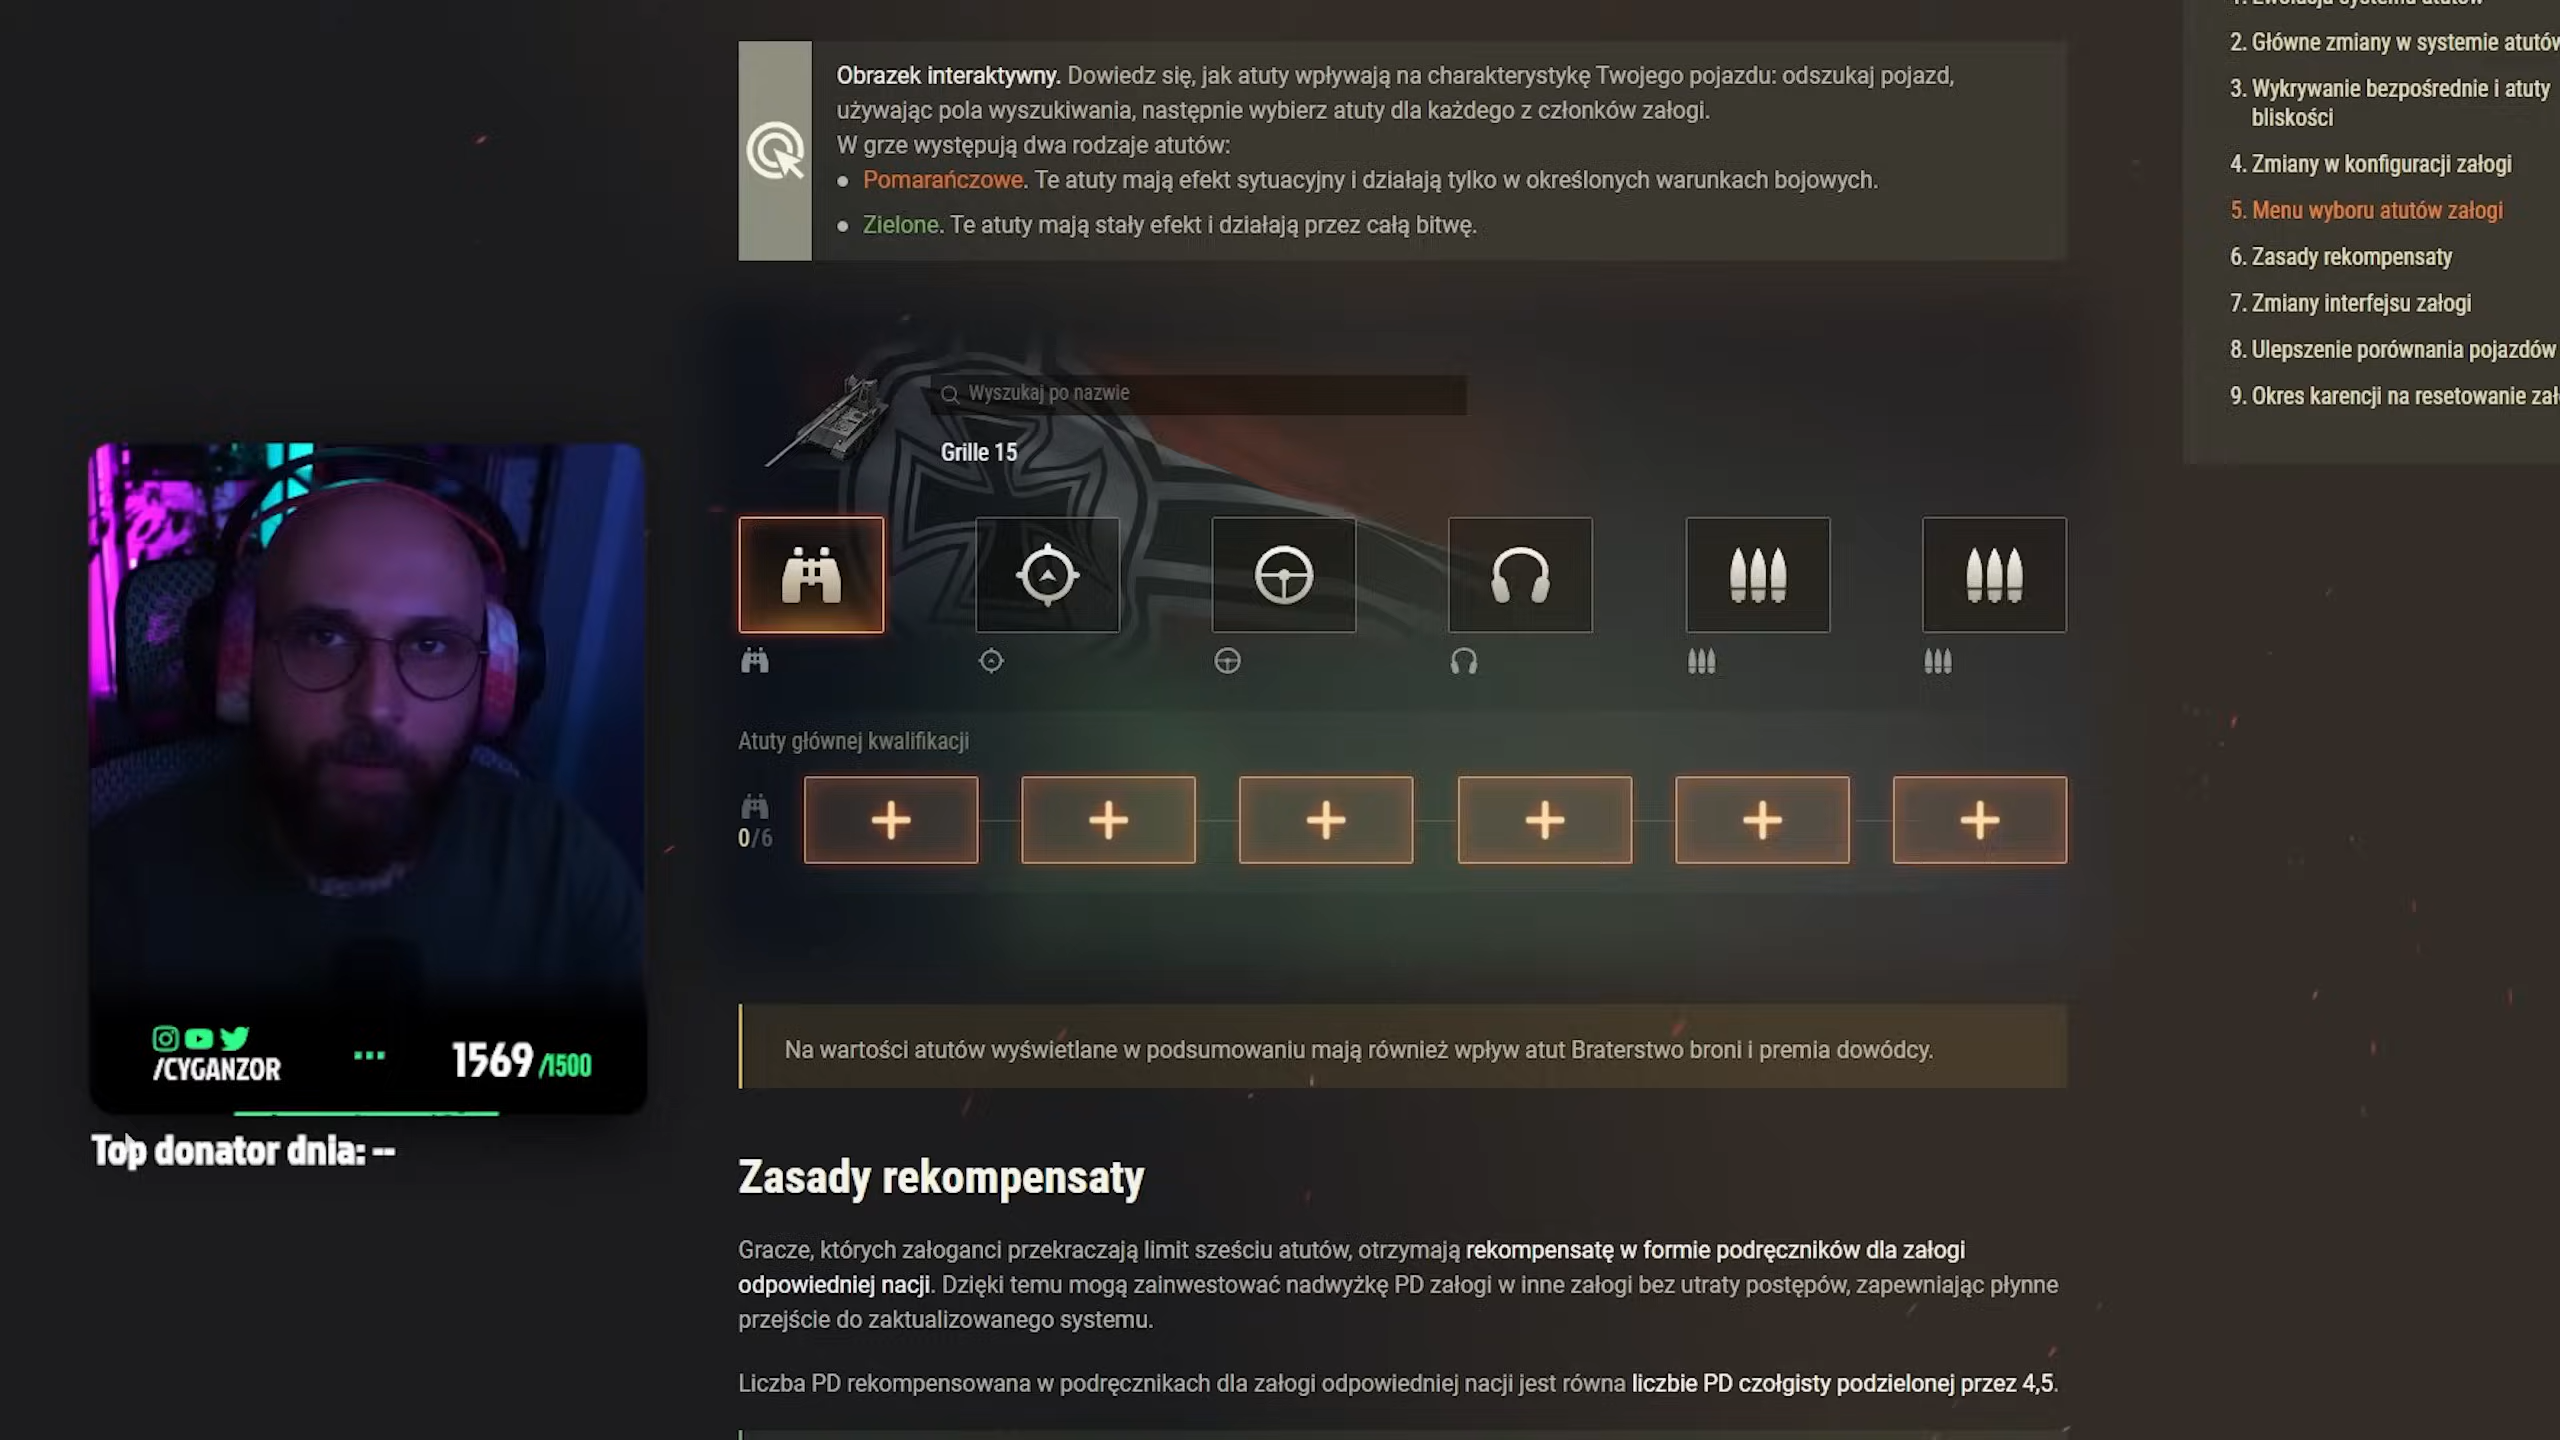 Obrazek interaktywny. Dowiedz się, jak atuty wpływają na charakterystykę Twojego pojazdu: odszukaj pojazd,
używając pola wyszukiwania, następnie wybierz atuty dla każdego z członków załogi.
W grze występują dwa rodzaje atutów:
Pomarańczowe. Te atuty mają efekt sytuacyjny i działają tylko w określonych warunkach bojowych.
Zielone. Te atuty mają stały efekt i działają przez całą bitwę.
2. Główne zmiany w systemie atutów
3. Wykrywanie bezpośrednie i atuty
bliskości
4. Zmiany w konfiguracji załogi
5. Menu wyboru atutów załogi
6. Zasady rekompensaty
7. Zmiany interfejsu załogi
8. Ulepszenie porównania pojazdów
9. Okres karencji na resetowanie
Wyszukaj po nazwie
Grille 15
Atuty głównej kwalifikacji
0/6
Na wartości atutów wyświetlane w podsumowaniu mają również wpływ atut Braterstwo broni i premia dowódcy.
Zasady rekompensaty
Gracze, których załoganci przekraczają limit sześciu atutów, otrzymają rekompensatę w formie podręczników dla załogi
odpowiedniej nacji. Dzięki temu mogą zainwestować nadwyżkę PD załogi w inne załogi bez utraty postępów, zapewniając płynne
przejście do zaktualizowanego systemu.
Liczba PD rekompensowana w podręcznikach dla załogi odpowiedniej nacji jest równa liczbie PD czołgisty podzielonej przez 4,5.
/CYGANZOR
...
1569 /1500
Top donator dnia: --